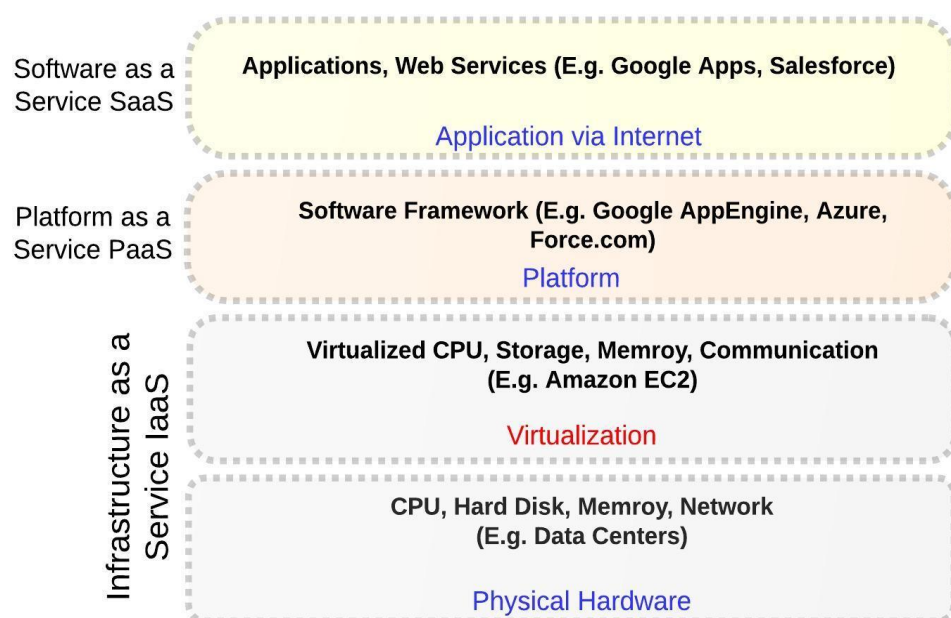 Software as a
Service SaaS
Applications, Web Services (E.g. Google Apps, Salesforce)
Application via Internet
Platform as a
Service PaaS
Software Framework (E.g. Google AppEngine, Azure,
Force.com)
Platform
Infrastructure as a
Service IaaS
Virtualized CPU, Storage, Memroy, Communication
(E.g. Amazon EC2)
Virtualization
CPU, Hard Disk, Memroy, Network
(E.g. Data Centers)
Physical Hardware